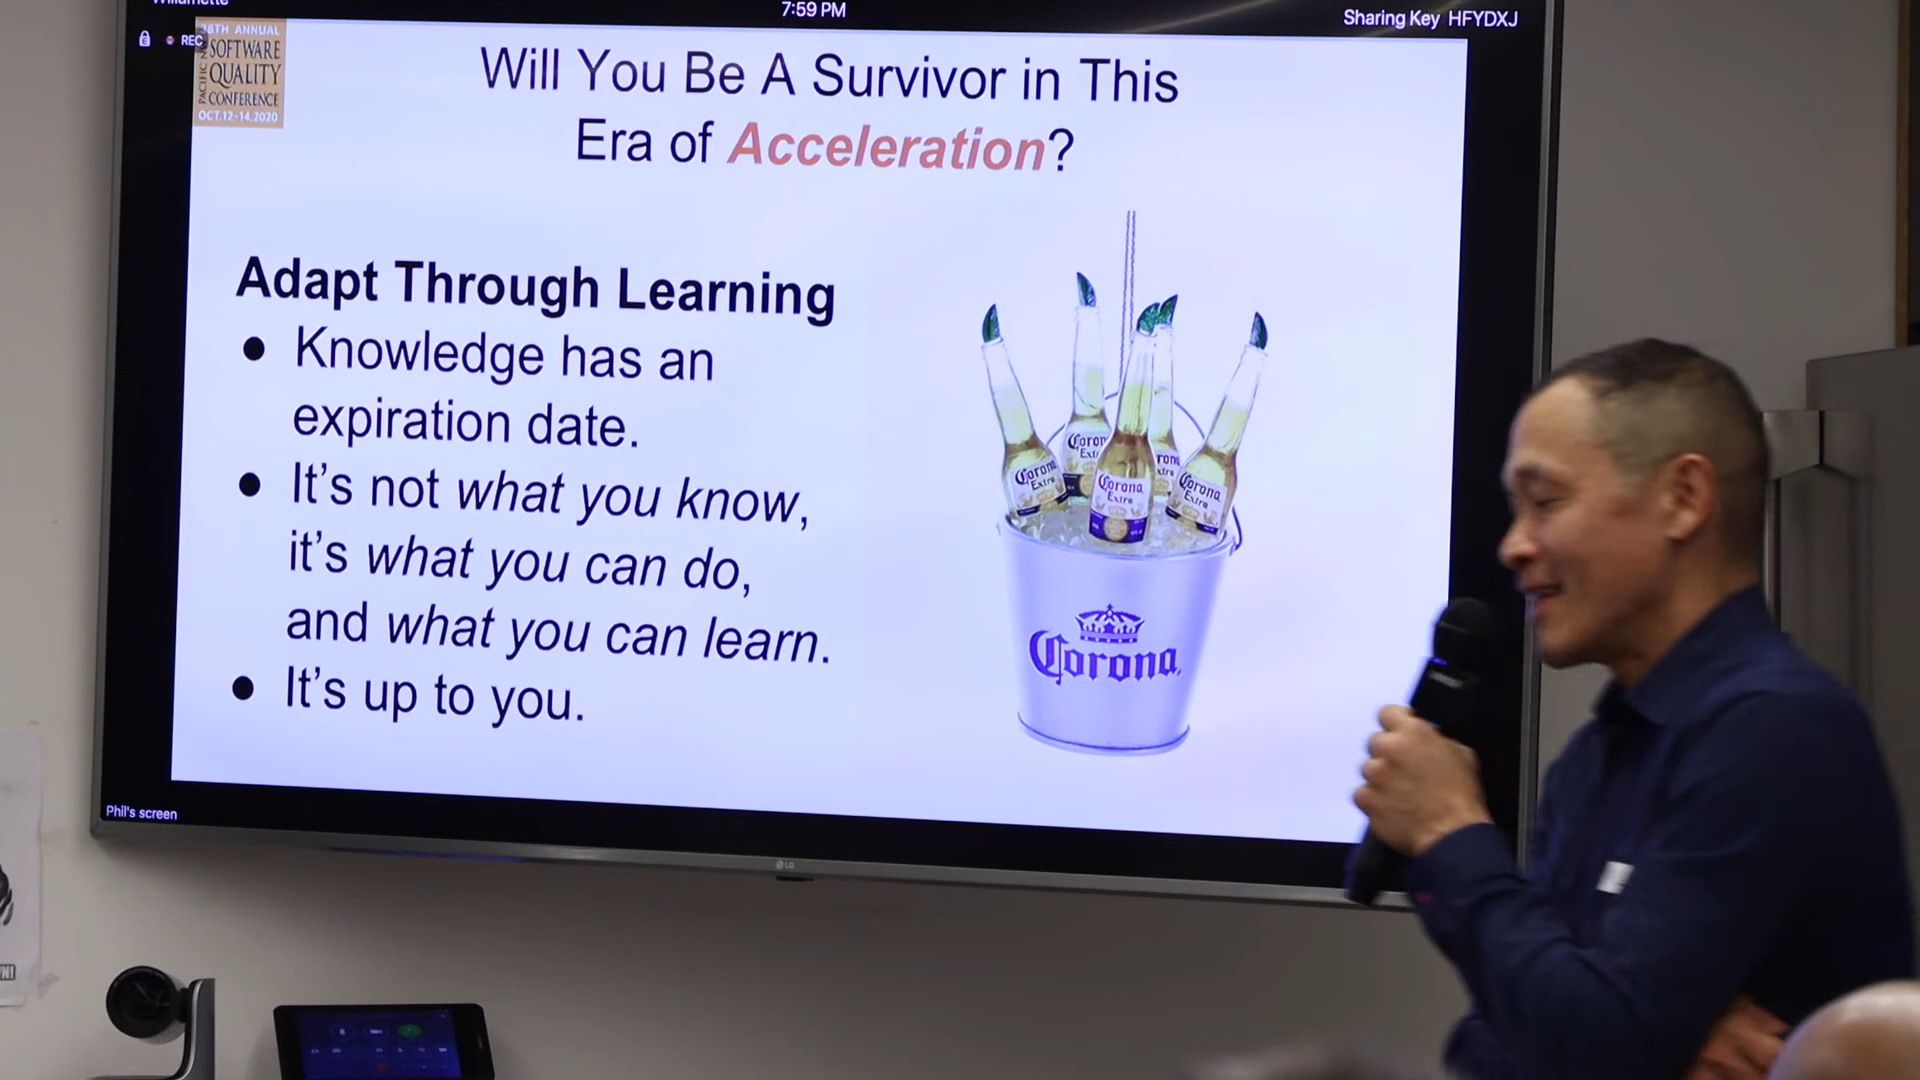 7:59 PM
Sharing Key HFYDXJ
REC
36TH ANNUAL
PACIFIC
SOFTWARE
QUALITY
CONFERENCE
OCT.12-14,2020
Will You Be A Survivor in This
Era of Acceleration?
Adapt Through Learning
● Knowledge has an
expiration date.
● It’s not what you know,
it’s what you can do,
and what you can learn.
● It’s up to you.
Corona
Extra
Corona
Extra
Corona
Extra
Corona
Phil's screen
LG